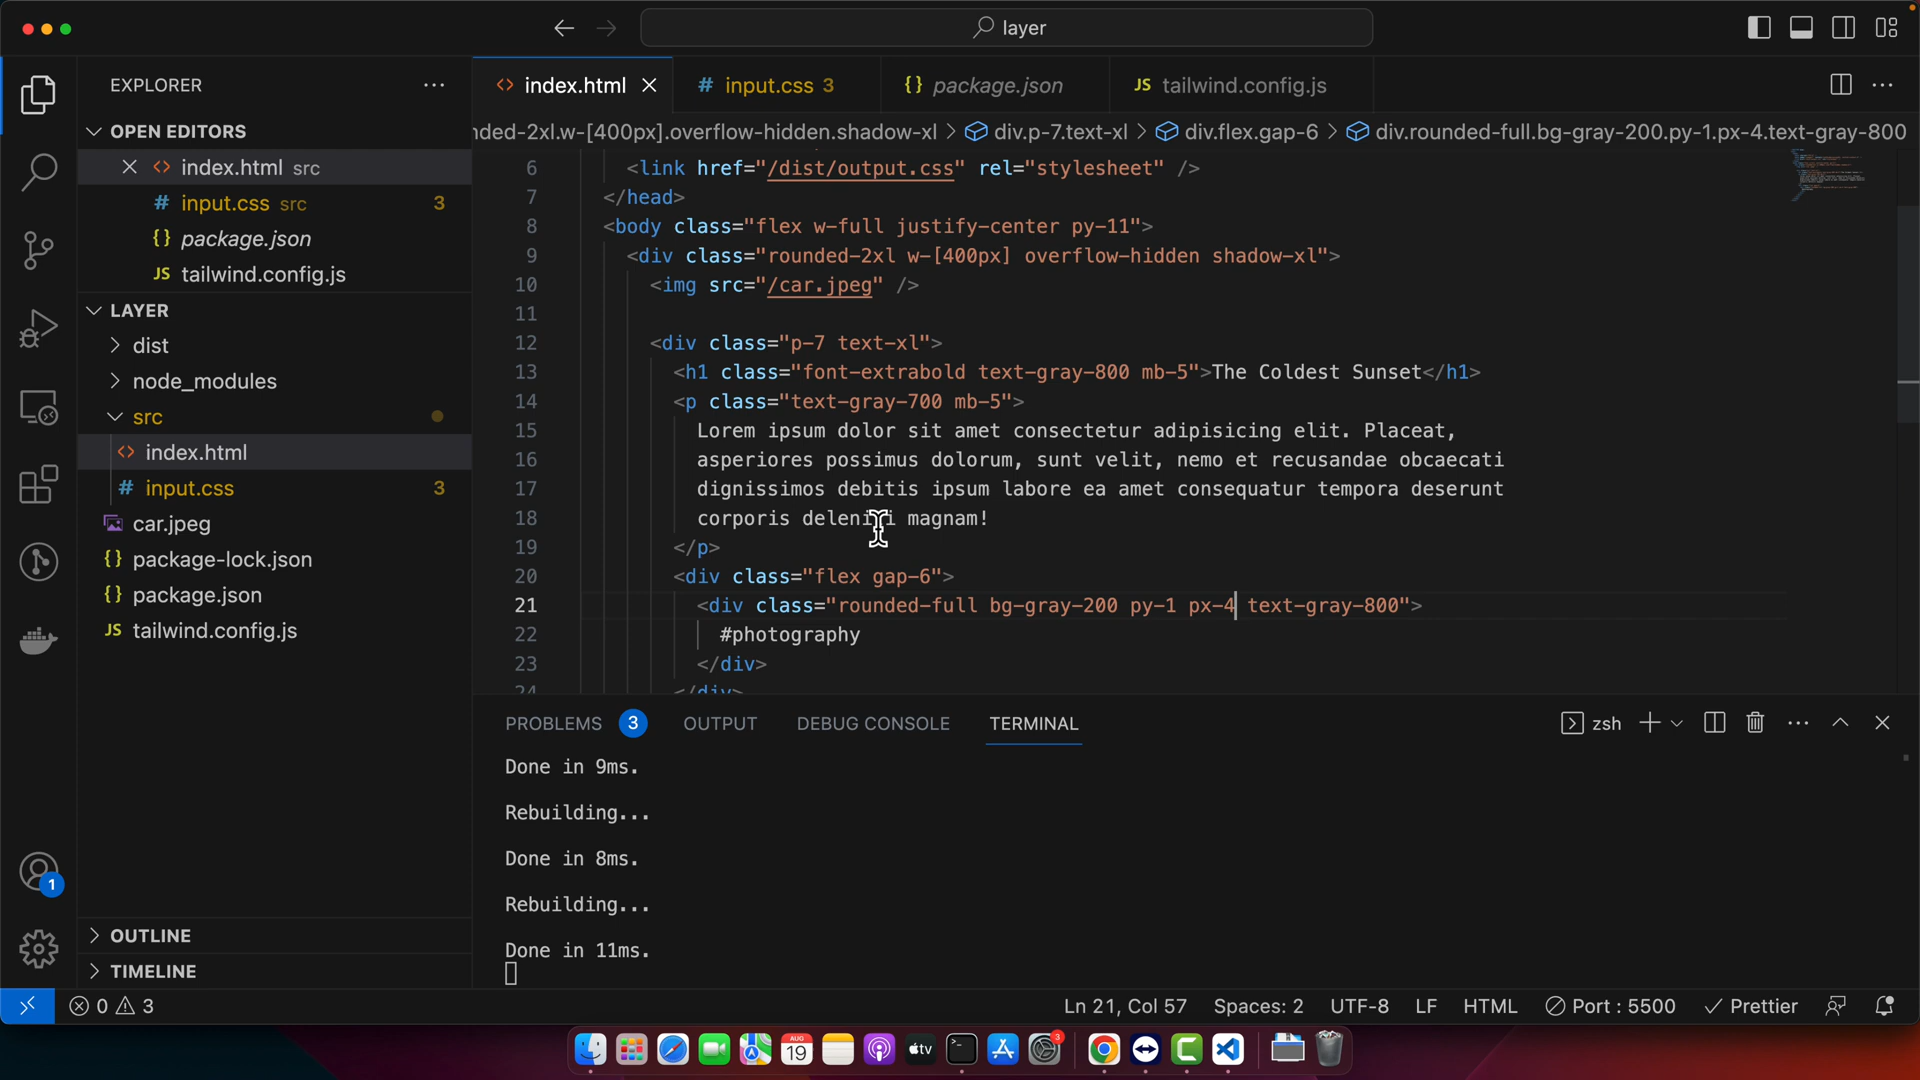 layer
EXPLORER
index.html
input.css 3
package.json
JS tailwind.config.js
nded-2xl.w-[400px].overflow-hidden.shadow-xl > div.p-7.text-xl > div.flex.gap-6 > div.rounded-full.bg-gray-200.py-1.px-4.text-gray-800
OPEN EDITORS
index.html src
# input.css src 3
{} package.json
JS tailwind.config.js
LAYER
dist
node_modules
src
index.html
# input.css 3
car.jpeg
{} package-lock.json
{} package.json
JS tailwind.config.js
OUTLINE
TIMELINE
6 <link href="/dist/output.css" rel="stylesheet" />
7 </head>
8 <body class="flex w-full justify-center py-11">
9 <div class="rounded-2xl w-[400px] overflow-hidden shadow-xl">
10 <img src="/car.jpeg" />
11
12 <div class="p-7 text-xl">
13 <h1 class="font-extrabold text-gray-800 mb-5">The Coldest Sunset</h1>
14 <p class="text-gray-700 mb-5">
15 Lorem ipsum dolor sit amet consectetur adipisicing elit. Placeat,
16 asperiores possimus dolorum, sunt velit, nemo et recusandae obcaecati
17 dignissimos debitis ipsum labore ea amet consequatur tempora deserunt
18 corporis deleniti magnam!
19 </p>
20 <div class="flex gap-6">
21 <div class="rounded-full bg-gray-200 py-1 px-4 text-gray-800">
22 #photography
23 </div>
24 </div>
PROBLEMS 3 OUTPUT DEBUG CONSOLE TERMINAL
zsh
Done in 9ms.
Rebuilding...
Done in 8ms.
Rebuilding...
Done in 11ms.
1
0 3
Ln 21, Col 57 Spaces: 2 UTF-8 LF HTML Port : 5500 Prettier
AUG
19
tv
3